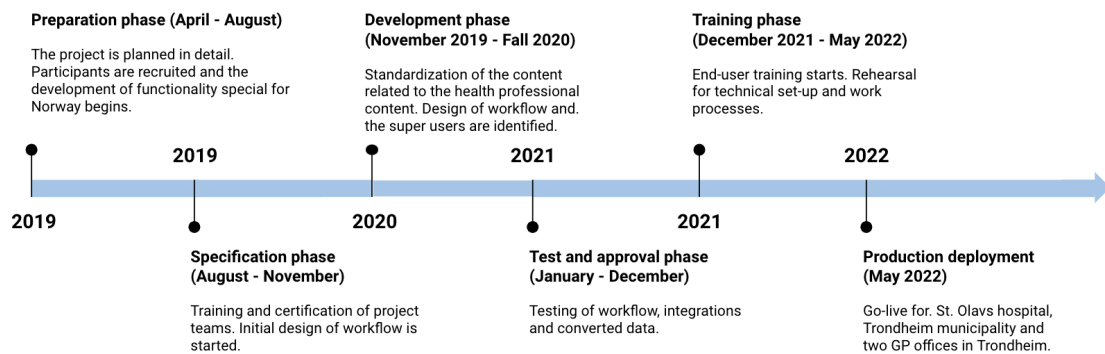 Preparation phase (April - August)
The project is planned in detail.
Participants are recruited and the
development of functionality special for
Norway begins.
Development phase
(November 2019 - Fall 2020)
Standardization of the content
related to the health professional
content. Design of workflow and.
the super users are identified.
Training phase
(December 2021 - May 2022)
End-user training starts. Rehearsal
for technical set-up and work
processes.
2019
2021
2022
2019
2020
2021
Specification phase
(August - November)
Training and certification of project
teams. Initial design of workflow is
started.
Test and approval phase
(January - December)
Testing of workflow, integrations
and converted data.
Production deployment
(May 2022)
Go-live for. St. Olavs hospital,
Trondheim municipality and
two GP offices in Trondheim.